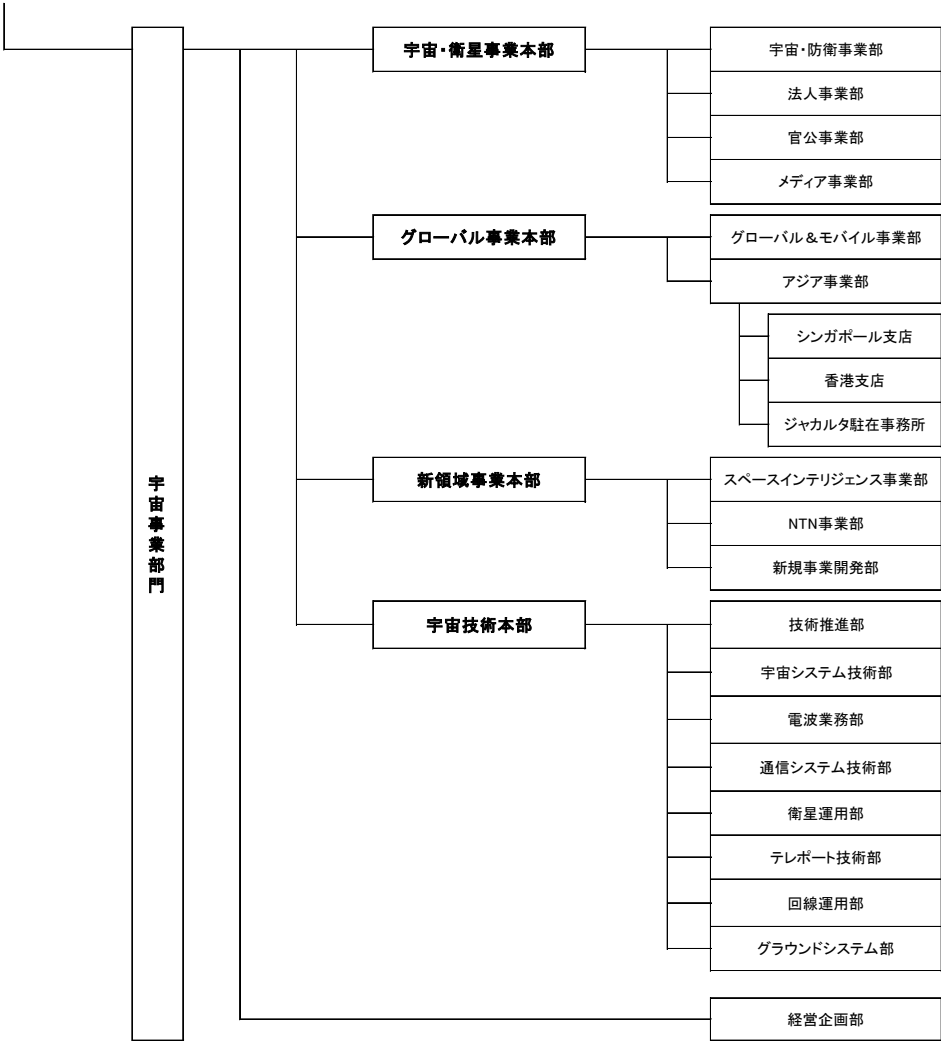 宇宙事業部門
宇宙・衛星事業本部
宇宙・防衛事業部
法人事業部
官公事業部
メディア事業部
グローバル事業本部
グローバル&モバイル事業部
アジア事業部
シンガポール支店
香港支店
ジャカルタ駐在事務所
新領域事業本部
スペースインテリジェンス事業部
NTN事業部
新規事業開発部
宇宙技術本部
技術推進部
宇宙システム技術部
電波業務部
通信システム技術部
衛星運用部
テレポート技術部
回線運用部
グラウンドシステム部
経営企画部